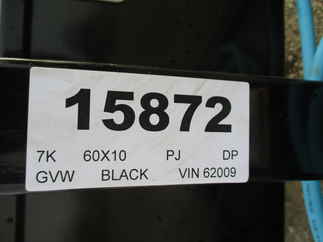 15872
7K 60X10 PJ DP
GVW BLACK VIN 62009